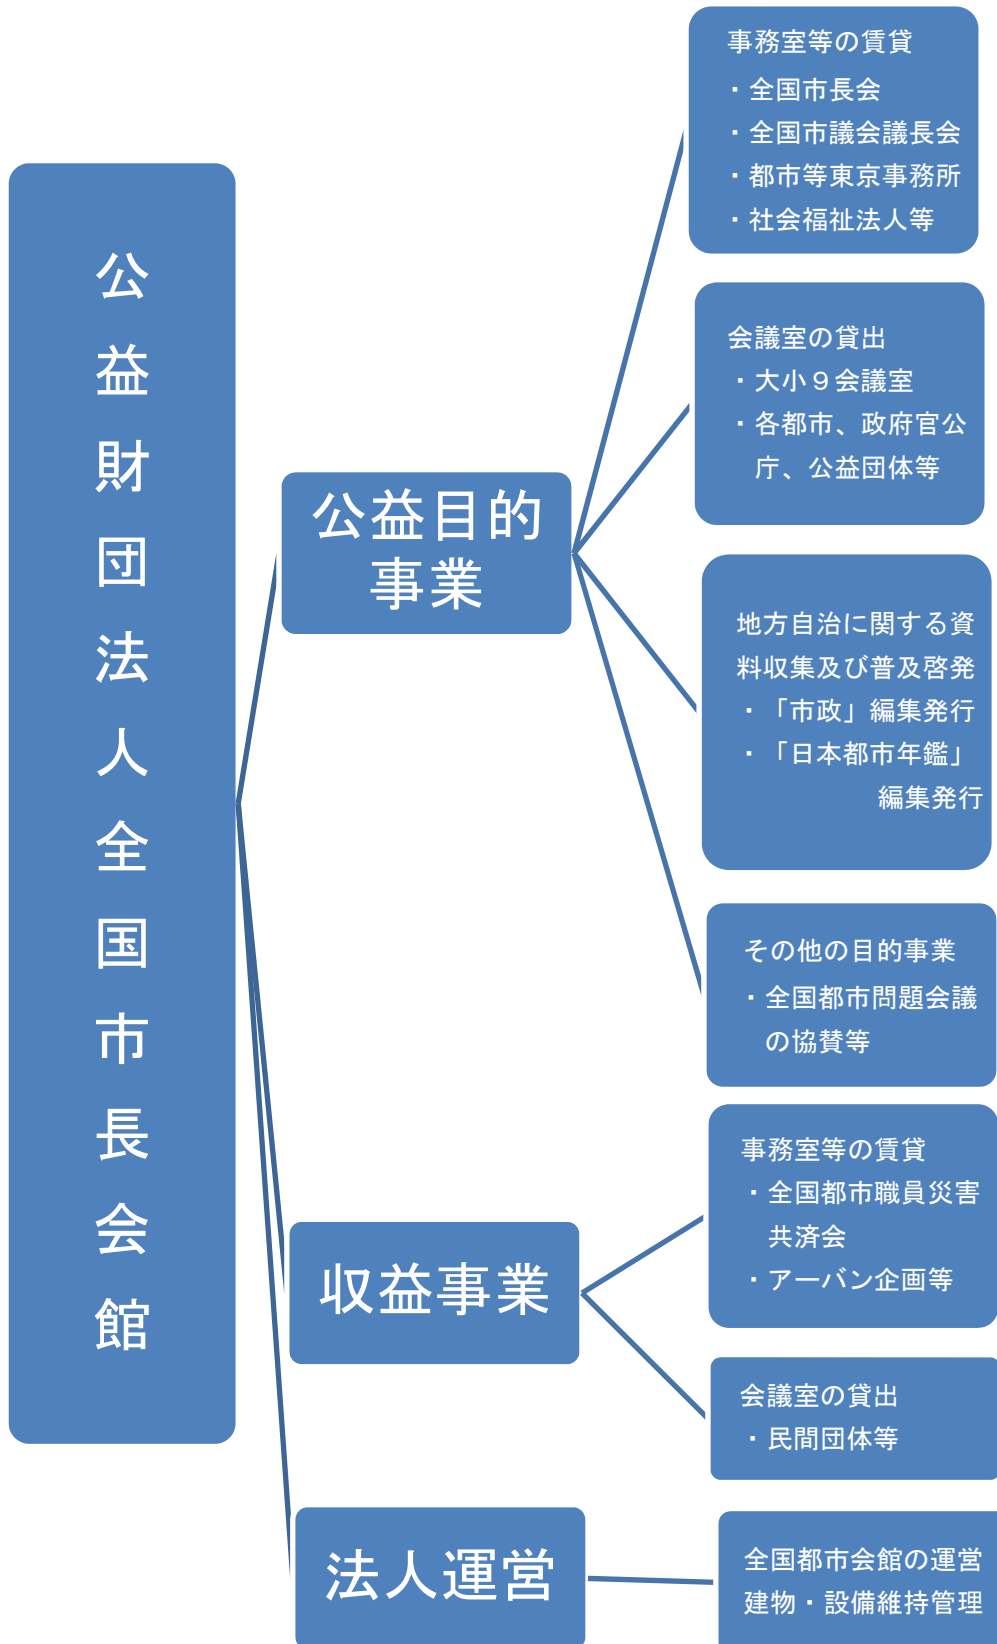 公益財団法人全国市長会館
公益目的
事業
事務室等の賃貸
・全国市長会
・全国市議会議長会
・都市等東京事務所
・社会福祉法人等
会議室の貸出
・大小９会議室
・各都市、政府官公
庁、公益団体等
地方自治に関する資
料収集及び普及啓発
・「市政」編集発行
・「日本都市年鑑」
編集発行
その他の目的事業
・全国都市問題会議
の協賛等
収益事業
事務室等の賃貸
・全国都市職員災害
共済会
・アーバン企画等
会議室の貸出
・民間団体等
法人運営
全国都市会館の運営
建物・設備維持管理